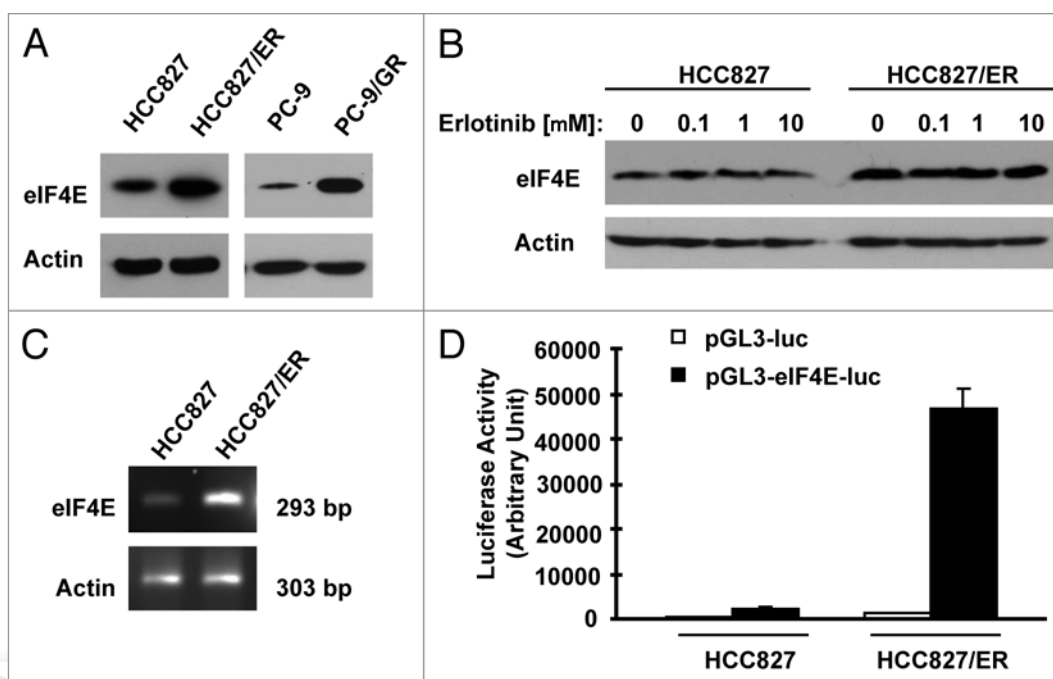 A
HCC827
HCC827/ER
PC-9
PC-9/GR
eIF4E
Actin
B
HCC827
HCC827/ER
Erlotinib [mM]: 0 0.1 1 10 0 0.1 1 10
eIF4E
Actin
C
HCC827
HCC827/ER
eIF4E 293 bp
Actin 303 bp
D
pGL3-luc
pGL3-eIF4E-luc
Luciferase Activity
(Arbitrary Unit)
60000
50000
40000
30000
20000
10000
0
HCC827
HCC827/ER